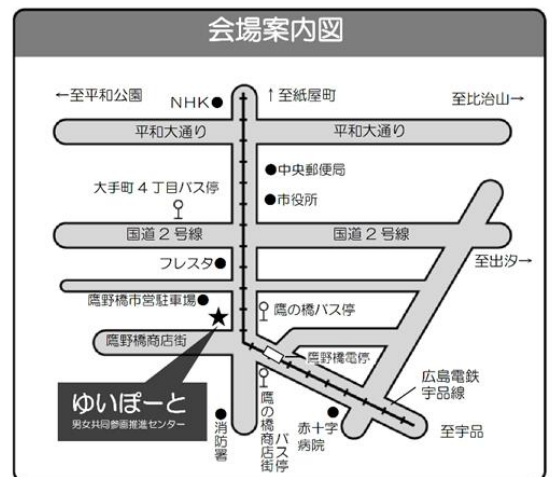 会場案内図
←至平和公園
NHK
↑至紙屋町
至比治山→
平和大通り
平和大通り
中央郵便局
大手町4丁目バス停
市役所
国道2号線
国道2号線
フレスタ
至出汐→
鷹野橋市営駐車場
鷹の橋バス停
鷹野橋商店街
鷹野橋電停
ゆいぽーと
男女共同参画推進センター
広島電鉄
宇品線
消防署
鷹の橋商店街
バス停
赤十字
病院
至宇品